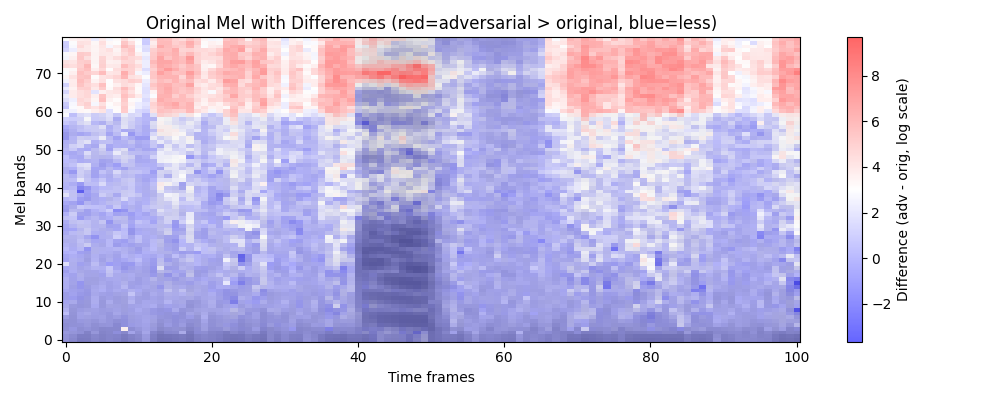 Original Mel with Differences (red=adversarial > original, blue=less)
Mel bands
70
60
50
40
30
20
10
0
0 20 40 60 80 100
Time frames
8
6
4
2
0
−2
Difference (adv - orig, log scale)